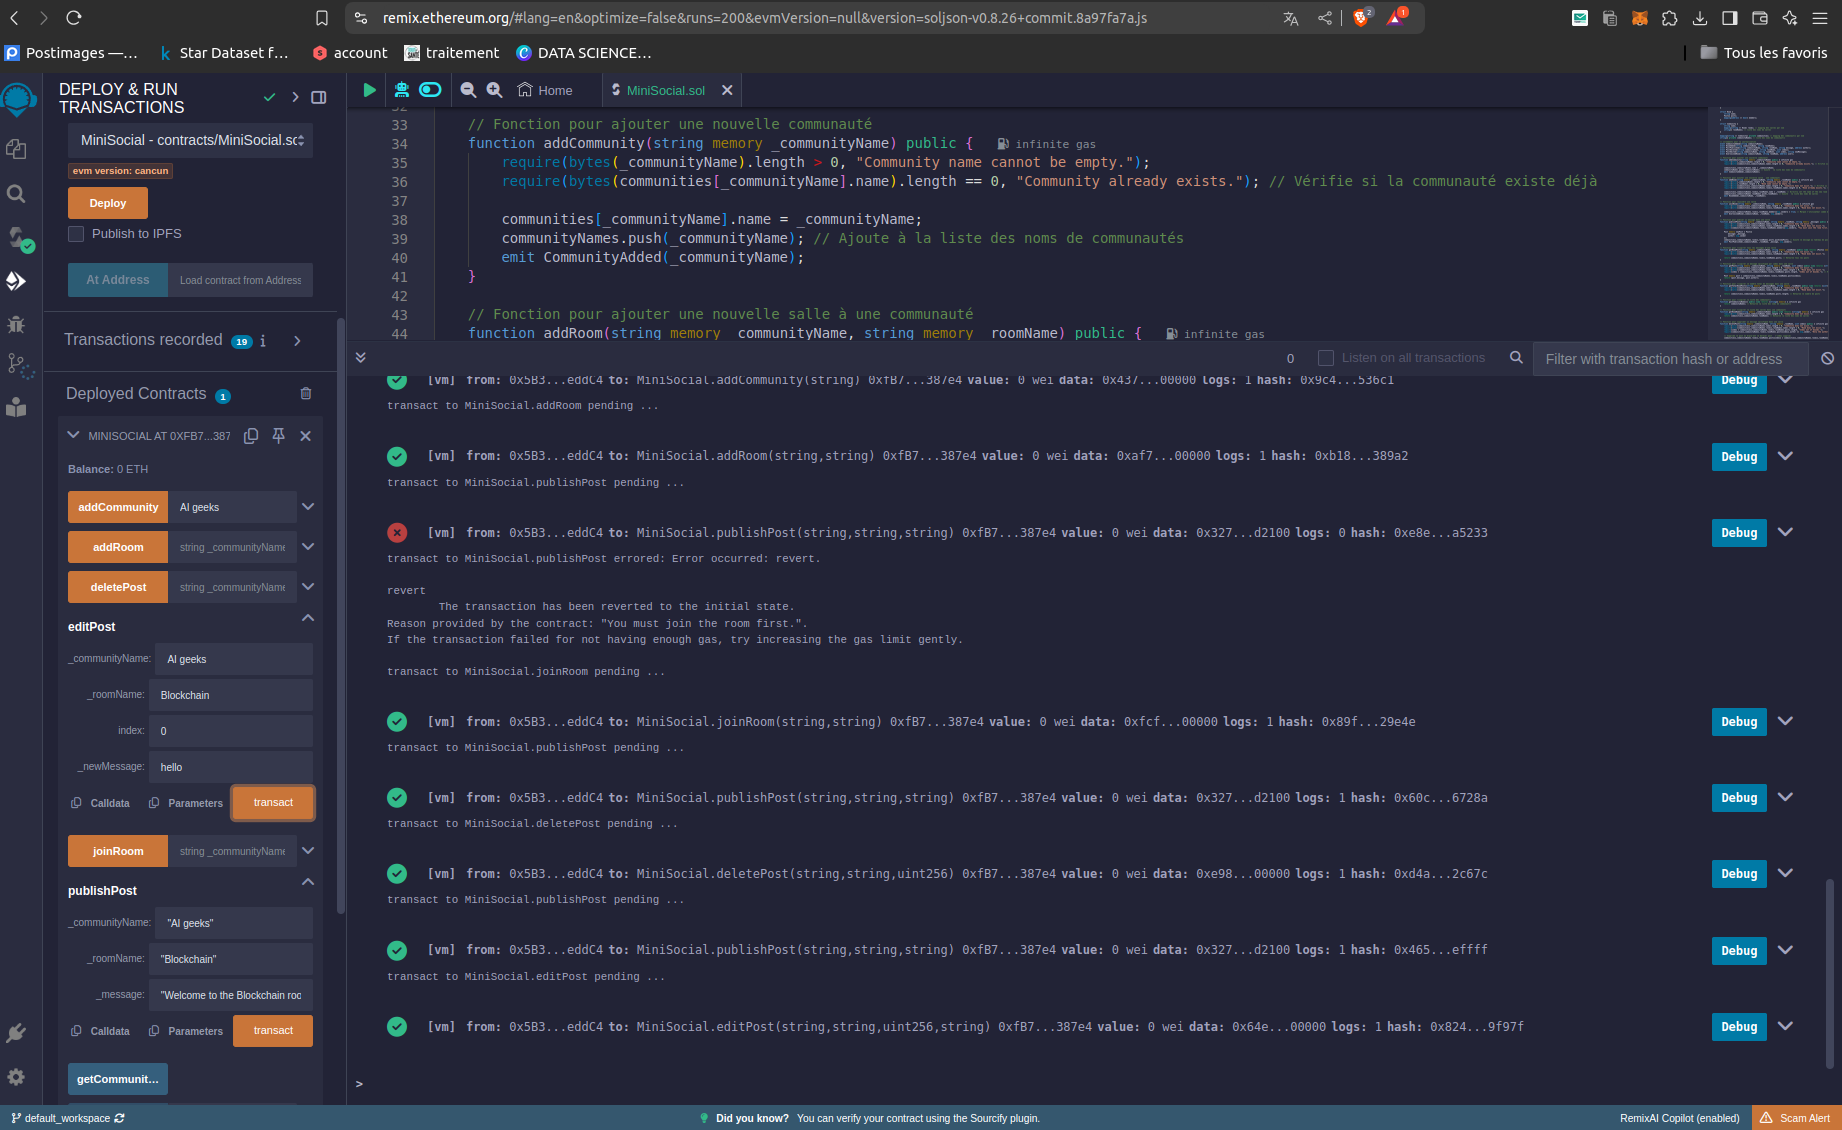 remix.ethereum.org/#lang=en&optimize=false&runs=200&evmVersion=null&version=soljson-v0.8.26+commit.8a97fa7a.js
2
1
Postimages —...
Star Dataset f...
account
traitement
DATA SCIENCE...
Tous les favoris
DEPLOY & RUN
TRANSACTIONS
MiniSocial - contracts/MiniSocial.sc
evm version: cancun
Deploy
Publish to IPFS
At Address
Load contract from Address
Transactions recorded 19 i
Deployed Contracts 1
MINISOCIAL AT 0XFB7...387
Balance: 0 ETH
addCommunity
AI geeks
addRoom
string _communityName
deletePost
string _communityName
editPost
_communityName: AI geeks
_roomName: Blockchain
index: 0
_newMessage: hello
Calldata
Parameters
transact
joinRoom
string _communityName
publishPost
_communityName: "AI geeks"
_roomName: "Blockchain"
_message: "Welcome to the Blockchain roo
Calldata
Parameters
transact
getCommunit...
Home
MiniSocial.sol
32
33 // Fonction pour ajouter une nouvelle communauté
34 function addCommunity(string memory _communityName) public { infinite gas
35 require(bytes(_communityName).length > 0, "Community name cannot be empty.");
36 require(bytes(communities[_communityName].name).length == 0, "Community already exists."); // Vérifie si la communauté existe déjà
37
38 communities[_communityName].name = _communityName;
39 communityNames.push(_communityName); // Ajoute à la liste des noms de communautés
40 emit CommunityAdded(_communityName);
41 }
42
43 // Fonction pour ajouter une nouvelle salle à une communauté
44 function addRoom(string memory _communityName, string memory _roomName) public { infinite gas
0
Listen on all transactions
Filter with transaction hash or address
[vm] from: 0x5B3...eddC4 to: MiniSocial.addCommunity(string) 0xfB7...387e4 value: 0 wei data: 0x437...00000 logs: 1 hash: 0x9c4...536c1
Debug
transact to MiniSocial.addRoom pending ...
[vm] from: 0x5B3...eddC4 to: MiniSocial.addRoom(string,string) 0xfB7...387e4 value: 0 wei data: 0xaf7...00000 logs: 1 hash: 0xb18...389a2
Debug
transact to MiniSocial.publishPost pending ...
[vm] from: 0x5B3...eddC4 to: MiniSocial.publishPost(string,string,string) 0xfB7...387e4 value: 0 wei data: 0x327...d2100 logs: 0 hash: 0xe8e...a5233
Debug
transact to MiniSocial.publishPost errored: Error occurred: revert.
revert
The transaction has been reverted to the initial state.
Reason provided by the contract: "You must join the room first.".
If the transaction failed for not having enough gas, try increasing the gas limit gently.
transact to MiniSocial.joinRoom pending ...
[vm] from: 0x5B3...eddC4 to: MiniSocial.joinRoom(string,string) 0xfB7...387e4 value: 0 wei data: 0xfcf...00000 logs: 1 hash: 0x89f...29e4e
Debug
transact to MiniSocial.publishPost pending ...
[vm] from: 0x5B3...eddC4 to: MiniSocial.publishPost(string,string,string) 0xfB7...387e4 value: 0 wei data: 0x327...d2100 logs: 1 hash: 0x60c...6728a
Debug
transact to MiniSocial.deletePost pending ...
[vm] from: 0x5B3...eddC4 to: MiniSocial.deletePost(string,string,uint256) 0xfB7...387e4 value: 0 wei data: 0xe98...00000 logs: 1 hash: 0xd4a...2c67c
Debug
transact to MiniSocial.publishPost pending ...
[vm] from: 0x5B3...eddC4 to: MiniSocial.publishPost(string,string,string) 0xfB7...387e4 value: 0 wei data: 0x327...d2100 logs: 1 hash: 0x465...effff
Debug
transact to MiniSocial.editPost pending ...
[vm] from: 0x5B3...eddC4 to: MiniSocial.editPost(string,string,uint256,string) 0xfB7...387e4 value: 0 wei data: 0x64e...00000 logs: 1 hash: 0x824...9f97f
Debug
>
default_workspace
Did you know? You can verify your contract using the Sourcify plugin.
RemixAI Copilot (enabled)
Scam Alert